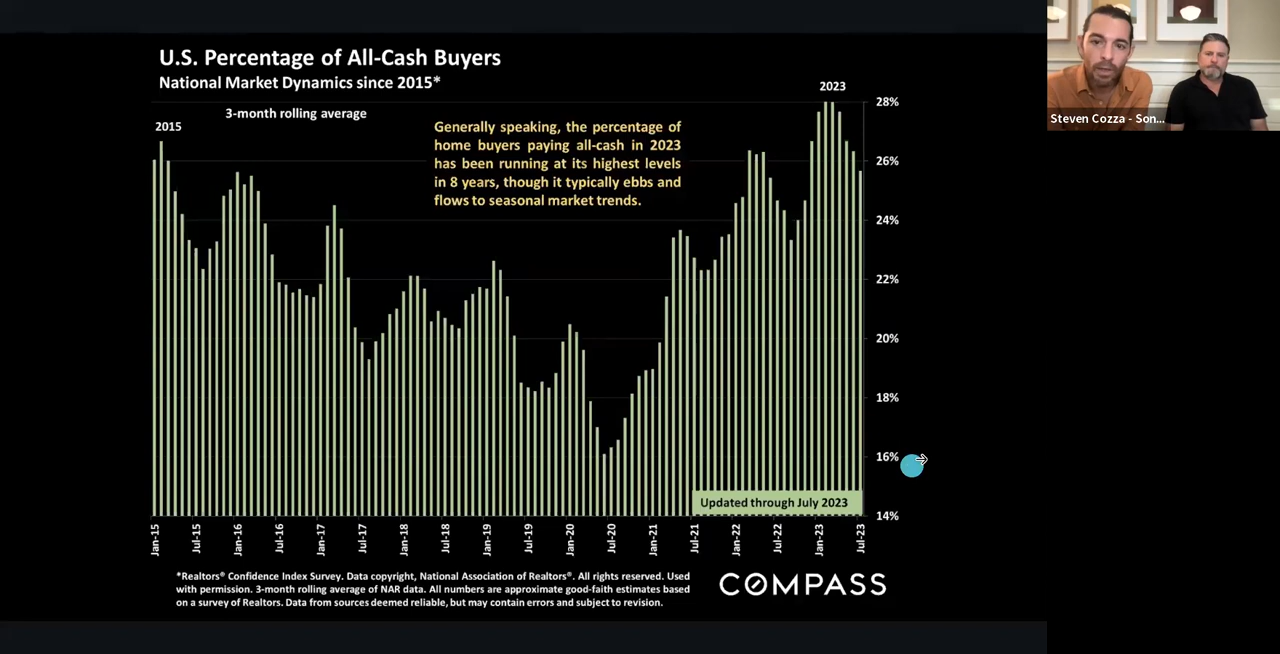 U.S. Percentage of All-Cash Buyers
National Market Dynamics since 2015*
2023
28%
3-month rolling average
2015
Generally speaking, the percentage of
home buyers paying all-cash in 2023
has been running at its highest levels
in 8 years, though it typically ebbs and
flows to seasonal market trends.
26%
24%
22%
20%
18%
16%
14%
Updated through July 2023
Jan-15
Jul-15
Jan-16
Jul-16
Jan-17
Jul-17
Jan-18
Jul-18
Jan-19
Jul-19
Jan-20
Jul-20
Jan-21
Jul-21
Jan-22
Jul-22
Jan-23
Jul-23
*Realtors® Confidence Index Survey. Data copyright, National Association of Realtors®. All rights reserved. Used
with permission. 3-month rolling average of NAR data. All numbers are approximate good-faith estimates based
on a survey of Realtors. Data from sources deemed reliable, but may contain errors and subject to revision.
COMPASS
Steven Cozza - Son...